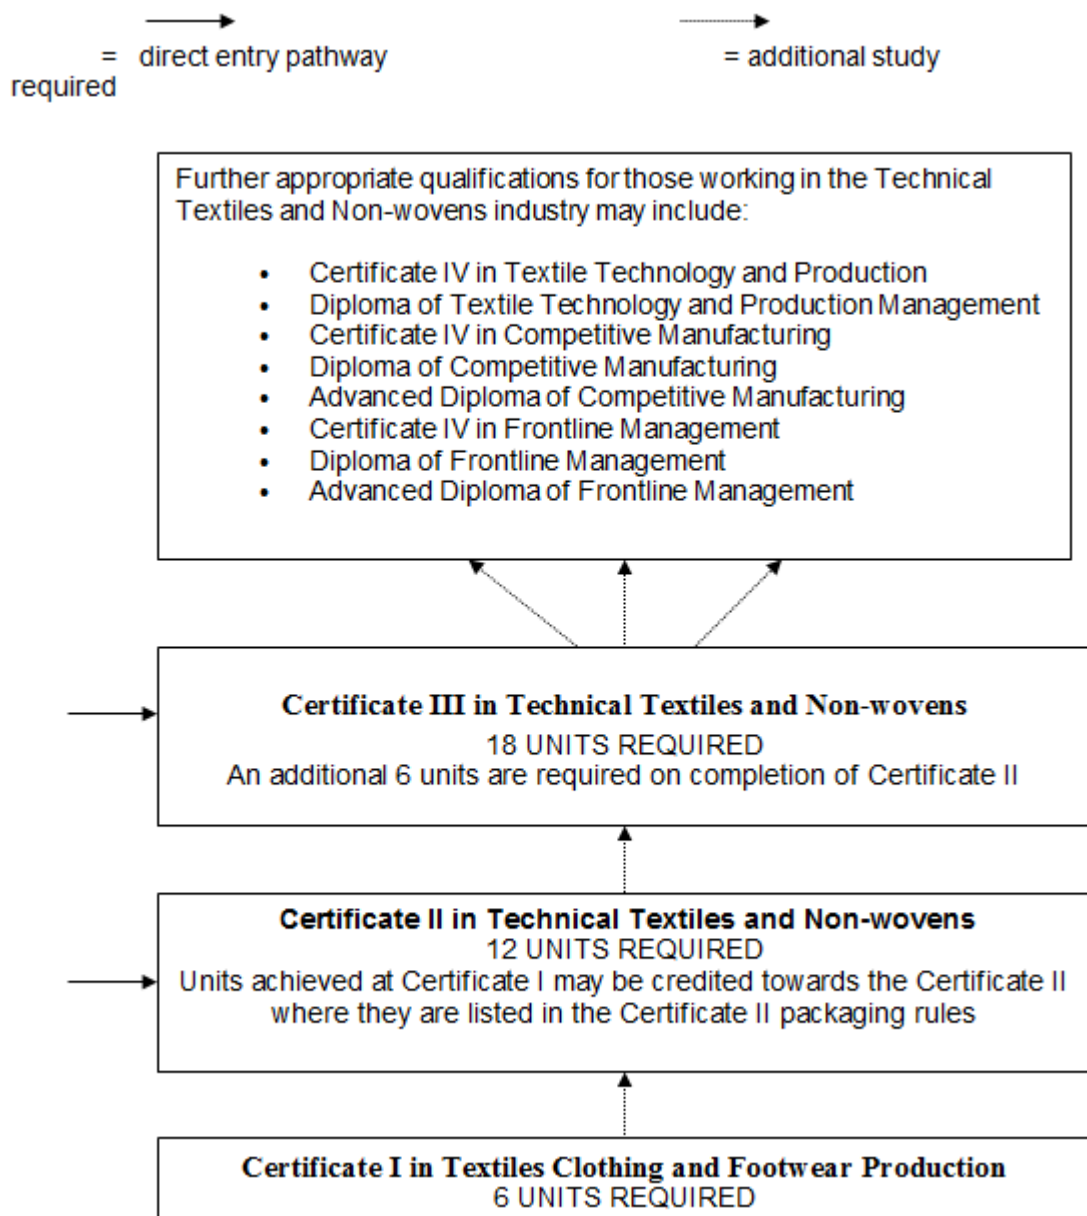 = direct entry pathway = additional study
required
Further appropriate qualifications for those working in the Technical
Textiles and Non-wovens industry may include:
• Certificate IV in Textile Technology and Production
• Diploma of Textile Technology and Production Management
• Certificate IV in Competitive Manufacturing
• Diploma of Competitive Manufacturing
• Advanced Diploma of Competitive Manufacturing
• Certificate IV in Frontline Management
• Diploma of Frontline Management
• Advanced Diploma of Frontline Management
Certificate III in Technical Textiles and Non-wovens
18 UNITS REQUIRED
An additional 6 units are required on completion of Certificate II
Certificate II in Technical Textiles and Non-wovens
12 UNITS REQUIRED
Units achieved at Certificate I may be credited towards the Certificate II
where they are listed in the Certificate II packaging rules
Certificate I in Textiles Clothing and Footwear Production
6 UNITS REQUIRED